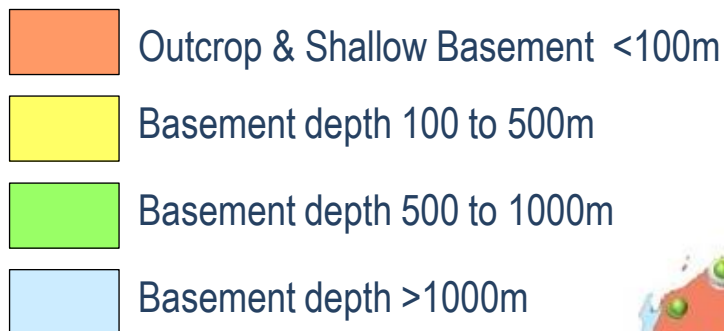 Outcrop & Shallow Basement <100m
Basement depth 100 to 500m
Basement depth 500 to 1000m
Basement depth >1000m